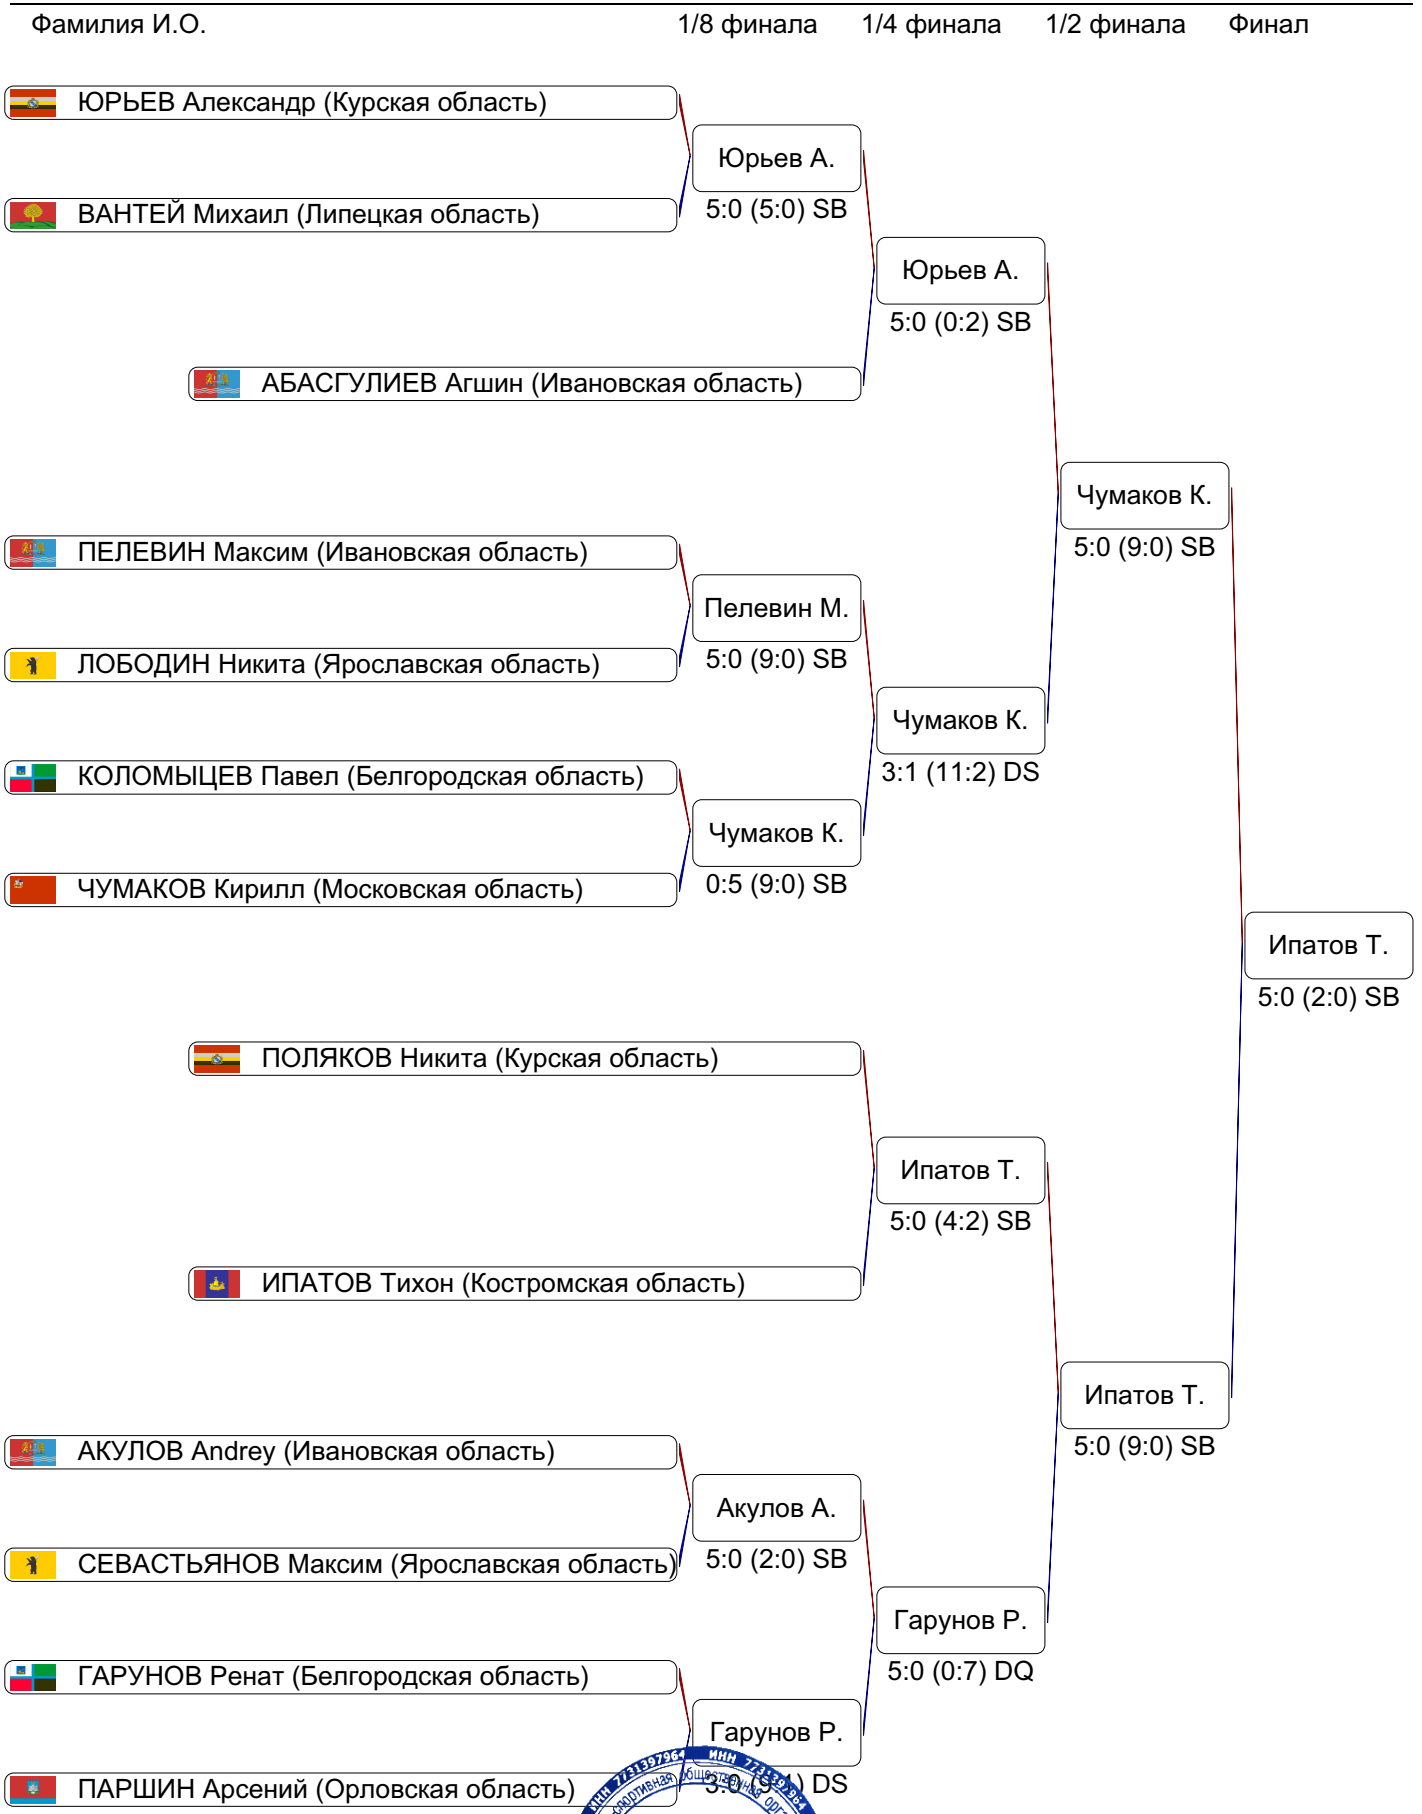 Фамилия И.О. 1/8 финала 1/4 финала 1/2 финала Финал
ЮРЬЕВ Александр (Курская область)
Юрьев А.
ВАНТЕЙ Михаил (Липецкая область)
5:0 (5:0) SB
Юрьев А.
5:0 (0:2) SB
АБАСГУЛИЕВ Агшин (Ивановская область)
Чумаков К.
5:0 (9:0) SB
ПЕЛЕВИН Максим (Ивановская область)
Пелевин М.
5:0 (9:0) SB
ЛОБОДИН Никита (Ярославская область)
Чумаков К.
3:1 (11:2) DS
КОЛОМЫЦЕВ Павел (Белгородская область)
Чумаков К.
0:5 (9:0) SB
ЧУМАКОВ Кирилл (Московская область)
Ипатов Т.
5:0 (2:0) SB
ПОЛЯКОВ Никита (Курская область)
Ипатов Т.
5:0 (4:2) SB
ИПАТОВ Тихон (Костромская область)
Ипатов Т.
5:0 (9:0) SB
АКУЛОВ Andrey (Ивановская область)
Акулов А.
5:0 (2:0) SB
СЕВАСТЬЯНОВ Максим (Ярославская область)
Гарунов Р.
5:0 (0:7) DQ
ГАРУНОВ Ренат (Белгородская область)
Гарунов Р.
DS
ПАРШИН Арсений (Орловская область)
ИНН 7731397964 ИНН
спортивная общественная